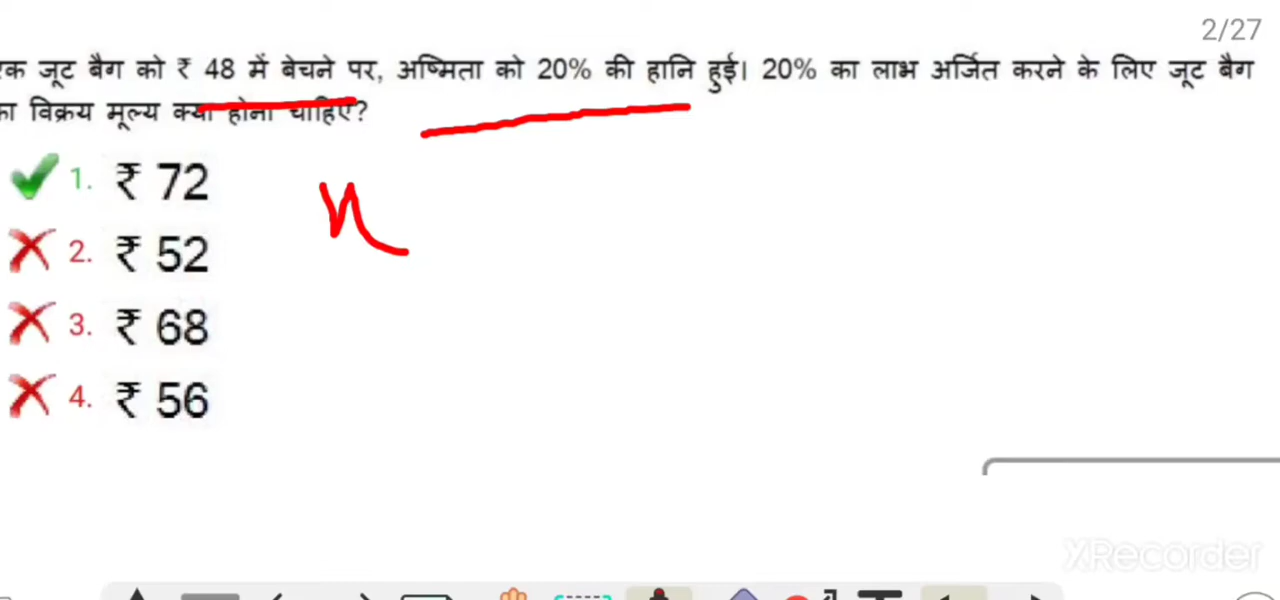 2/27
एक जूट बैग को ₹ 48 में बेचने पर, अष्मिता को 20% की हानि हुई। 20% का लाभ अर्जित करने के लिए जूट बैग
का विक्रय मूल्य क्या होना चाहिए?
1. ₹ 72
2. ₹ 52
3. ₹ 68
4. ₹ 56
XRecorder